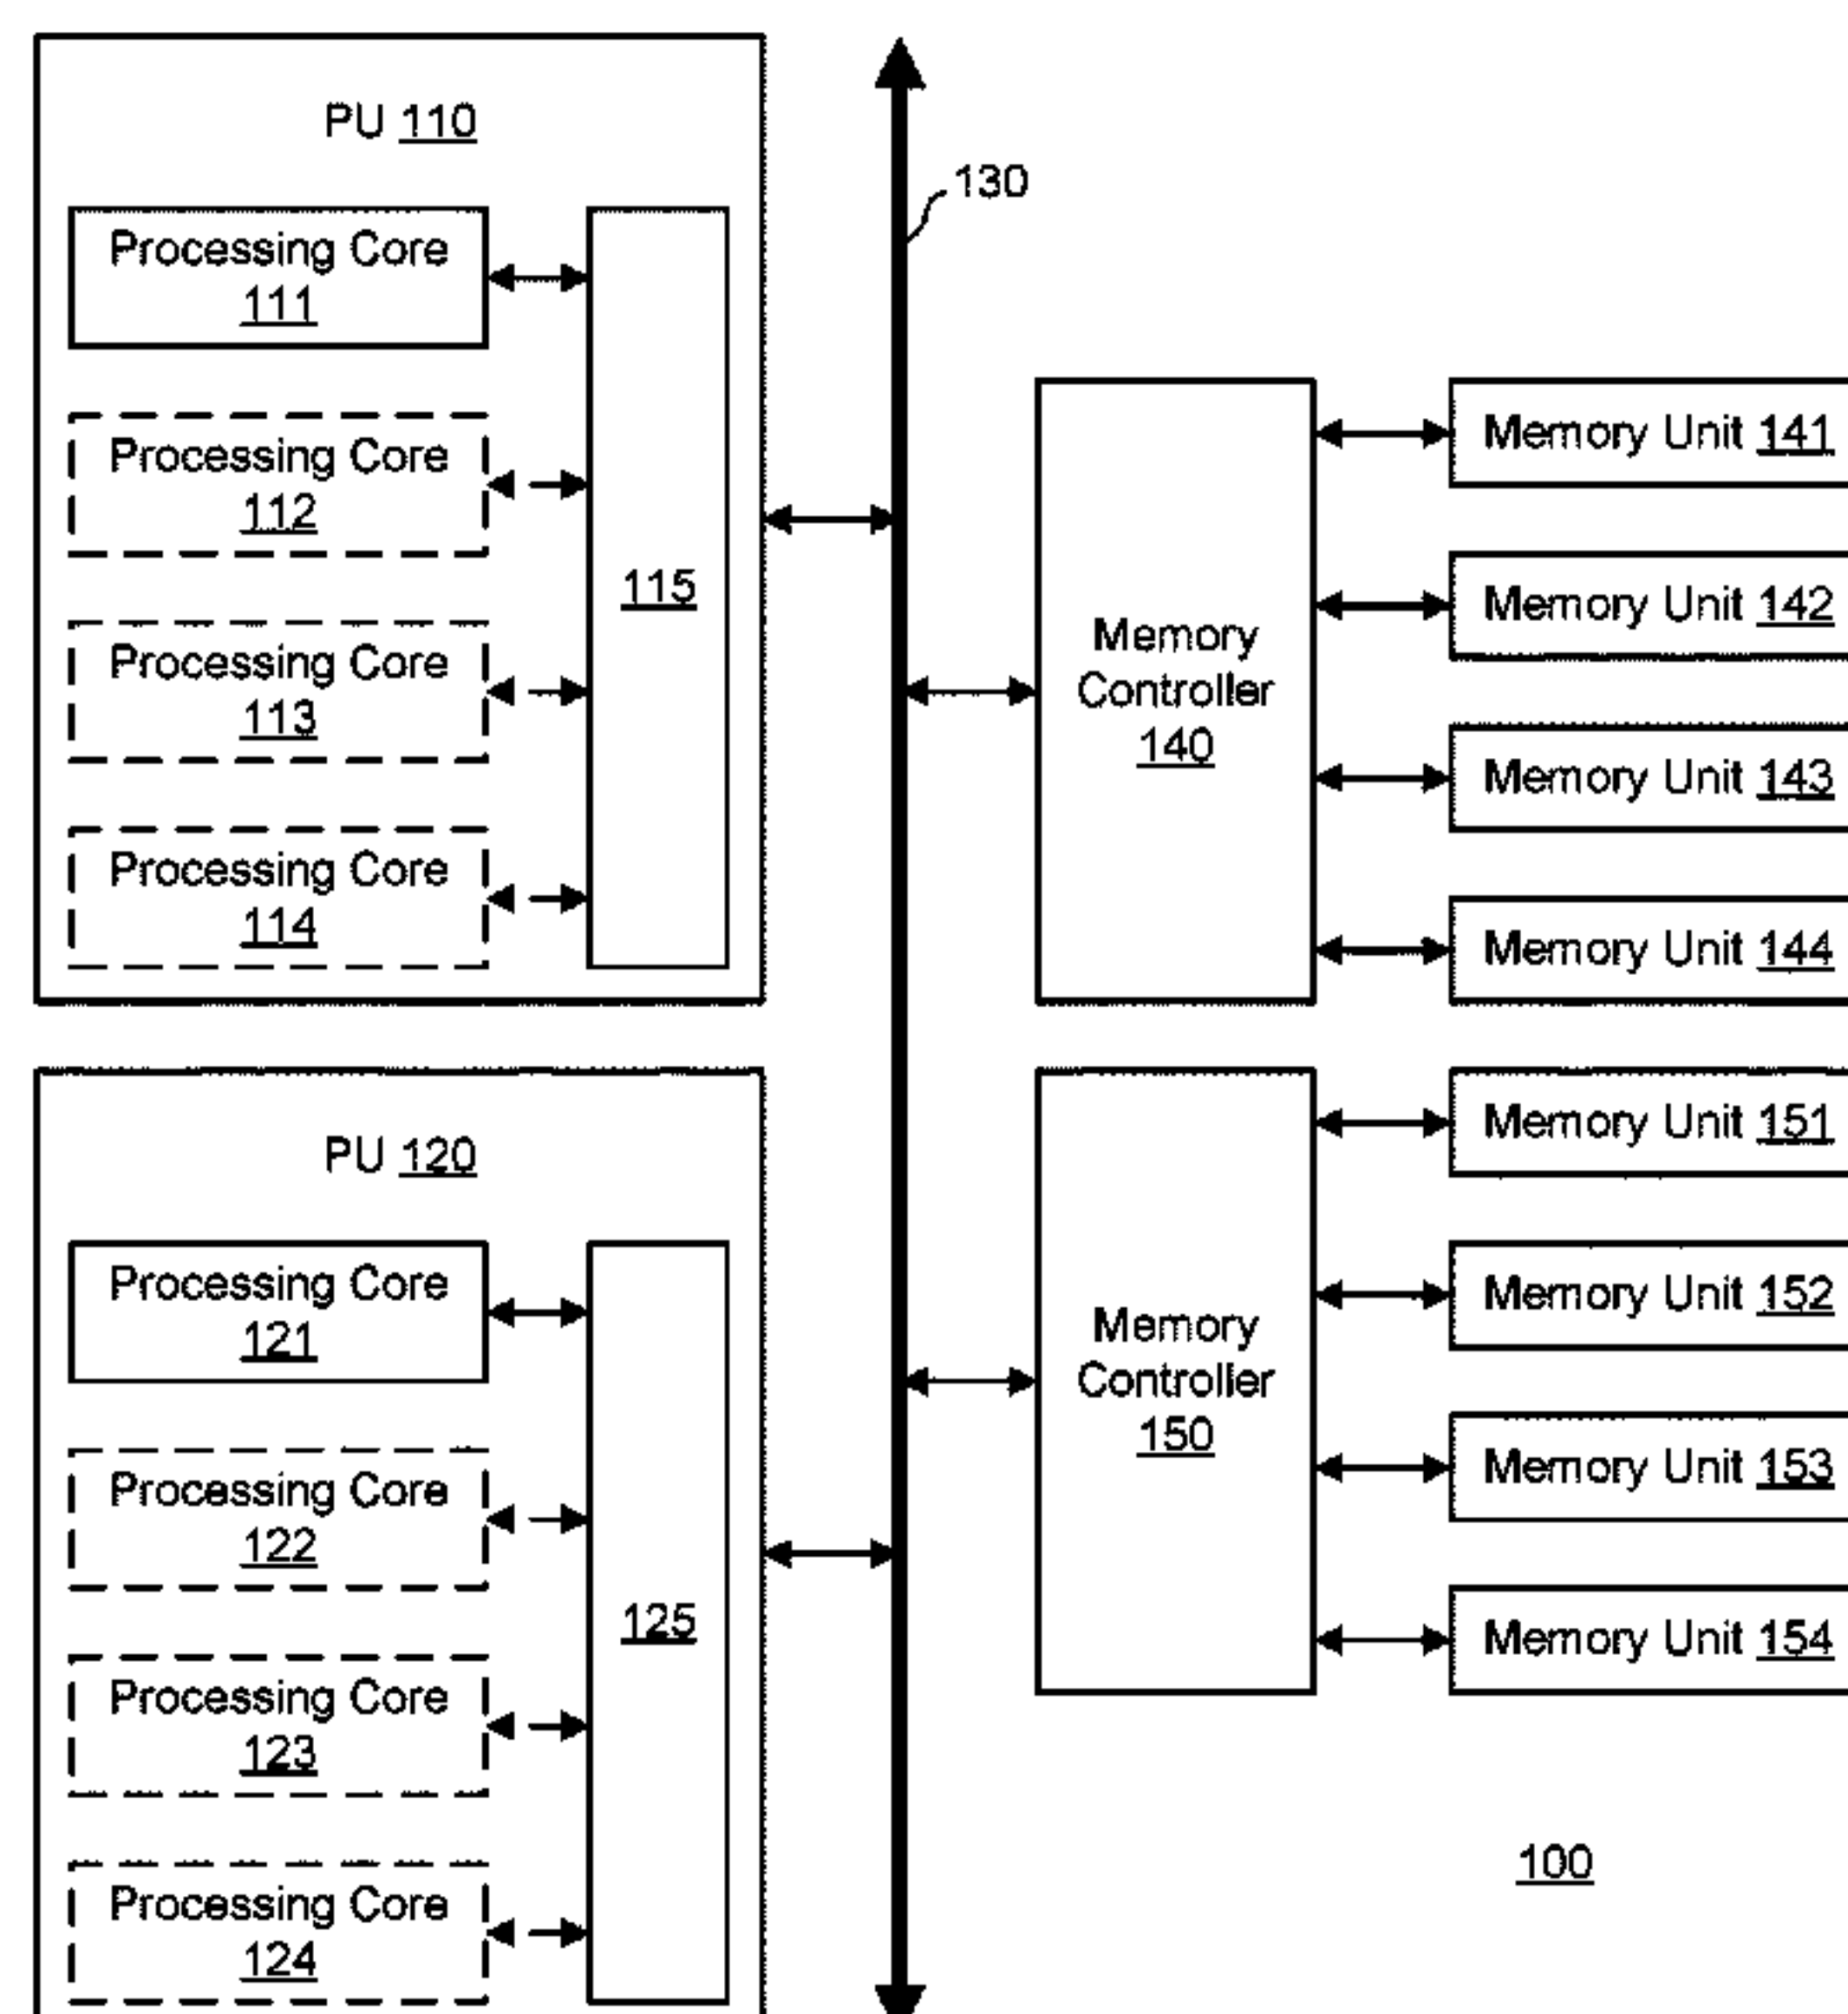 PU 110
Processing Core
111
Processing Core
112
Processing Core
113
Processing Core
114
115
130
Memory
Controller
140
Memory Unit 141
Memory Unit 142
Memory Unit 143
Memory Unit 144
PU 120
Processing Core
121
Processing Core
122
Processing Core
123
Processing Core
124
125
Memory
Controller
150
Memory Unit 151
Memory Unit 152
Memory Unit 153
Memory Unit 154
100